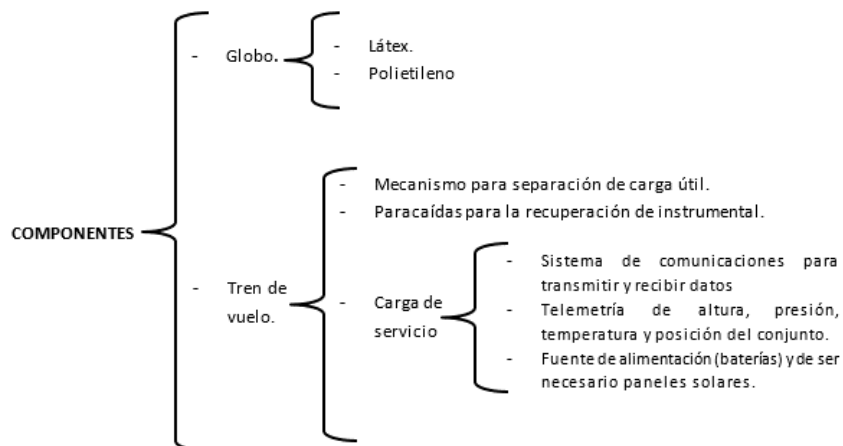 COMPONENTES
- Globo.
- Látex.
- Polietileno
- Tren de
vuelo.
- Mecanismo para separación de carga útil.
- Paracaídas para la recuperación de instrumental.
- Carga de
servicio
- Sistema de comunicaciones para
transmitir y recibir datos
- Telemetría de altura, presión,
temperatura y posición del conjunto.
- Fuente de alimentación (baterías) y de ser
necesario paneles solares.